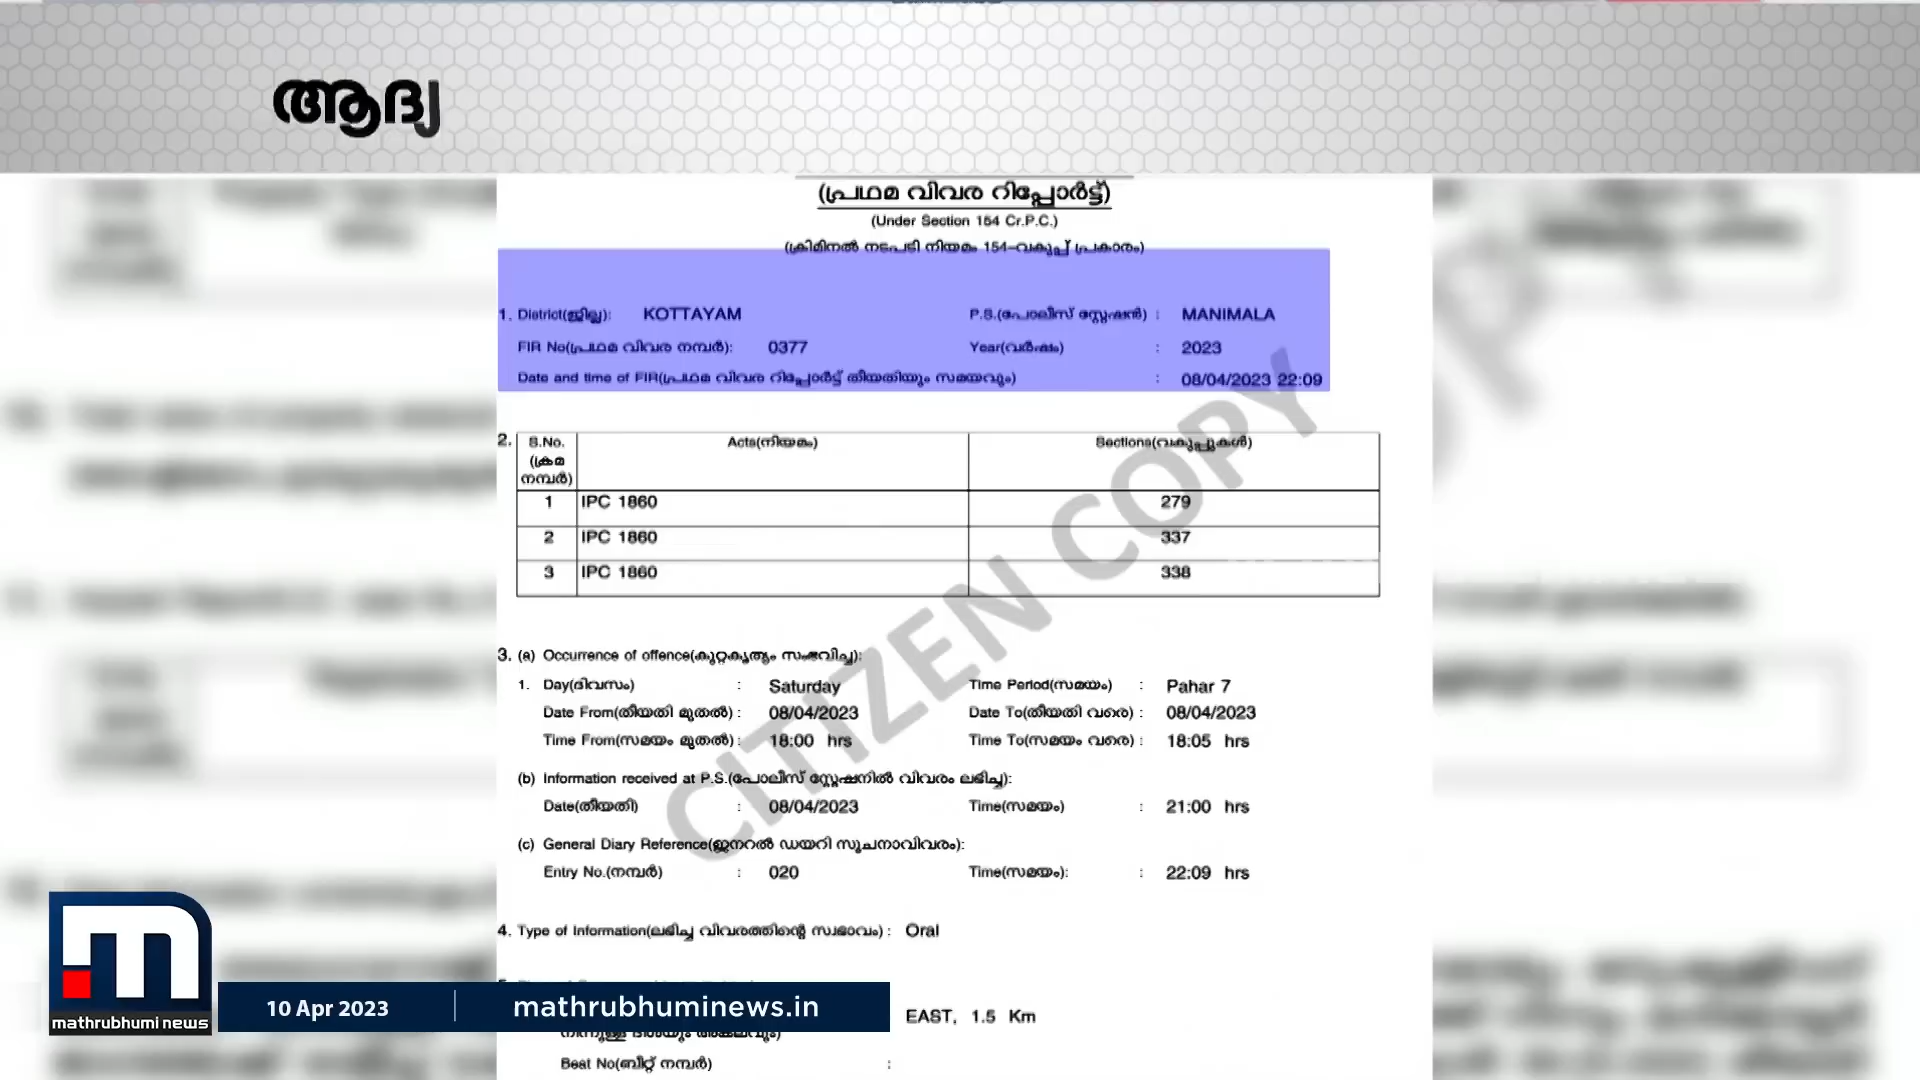 ആദ്യ
(പ്രഥമ വിവര റിപ്പോർട്ട്)
(Under Section 154 Cr.P.C.)
(ക്രിമിനൽ നടപടി നിയമം 154-വകുപ്പ് പ്രകാരം)
1. District(ജില്ല): KOTTAYAM P.S.(പോലീസ് സ്റ്റേഷൻ) : MANIMALA
FIR No(പ്രഥമ വിവര നമ്പർ): 0377 Year(വർഷം) : 2023
Date and time of FIR(പ്രഥമ വിവര റിപ്പോർട്ട് തീയതിയും സമയവും) : 08/04/2023 22:09
2. S.No. (ക്രമ നമ്പർ) Acts(നിയമം) Sections(വകുപ്പുകൾ)
1 IPC 1860 279
2 IPC 1860 337
3 IPC 1860 338
CITIZEN COPY
3. (a) Occurrence of offence(കുറ്റകൃത്യം സംഭവിച്ച):
1. Day(ദിവസം) : Saturday Time Period(സമയം) : Pahar 7
Date From(തീയതി മുതൽ) : 08/04/2023 Date To(തീയതി വരെ) : 08/04/2023
Time From(സമയം മുതൽ) : 18:00 hrs Time To(സമയം വരെ) : 18:05 hrs
(b) Information received at P.S.(പോലീസ് സ്റ്റേഷനിൽ വിവരം ലഭിച്ച):
Date(തീയതി) : 08/04/2023 Time(സമയം) : 21:00 hrs
(c) General Diary Reference(ജനറൽ ഡയറി സൂചനാവിവരം):
Entry No.(നമ്പർ) : 020 Time(സമയം): : 22:09 hrs
4. Type of Information(ലഭിച്ച വിവരത്തിന്റെ സ്വഭാവം) : Oral
EAST, 1.5 Km
Beat No(ബീറ്റ് നമ്പർ) :
mathrubhumi news
10 Apr 2023
mathrubhuminews.in